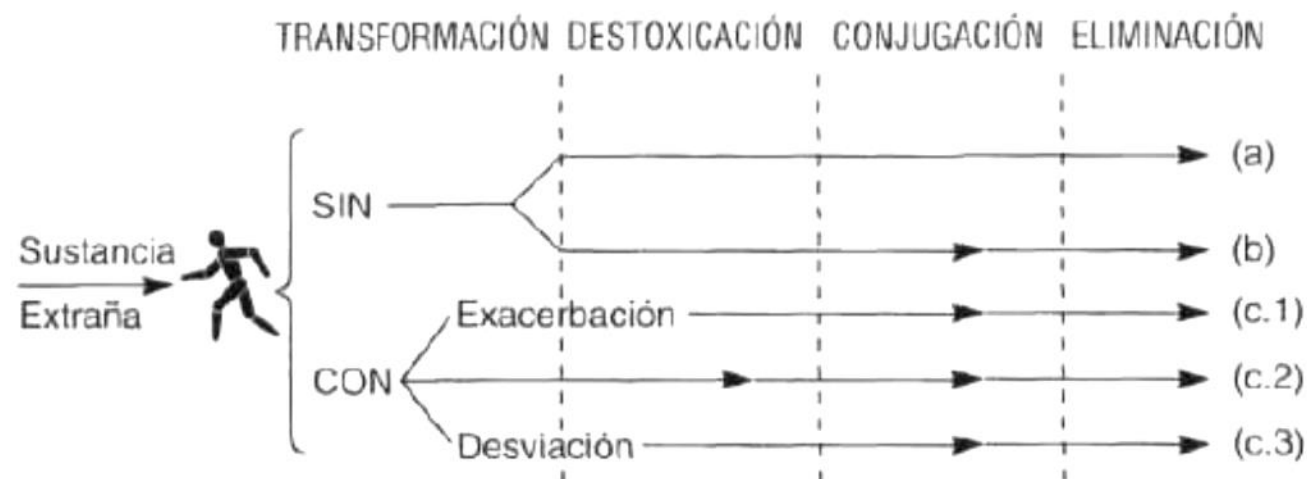 TRANSFORMACIÓN DESTOXICACIÓN CONJUGACIÓN ELIMINACIÓN
(a)
SIN
Sustancia
(b)
Extraña
Exacerbación
(c.1)
CON
(c.2)
Desviación
(c.3)